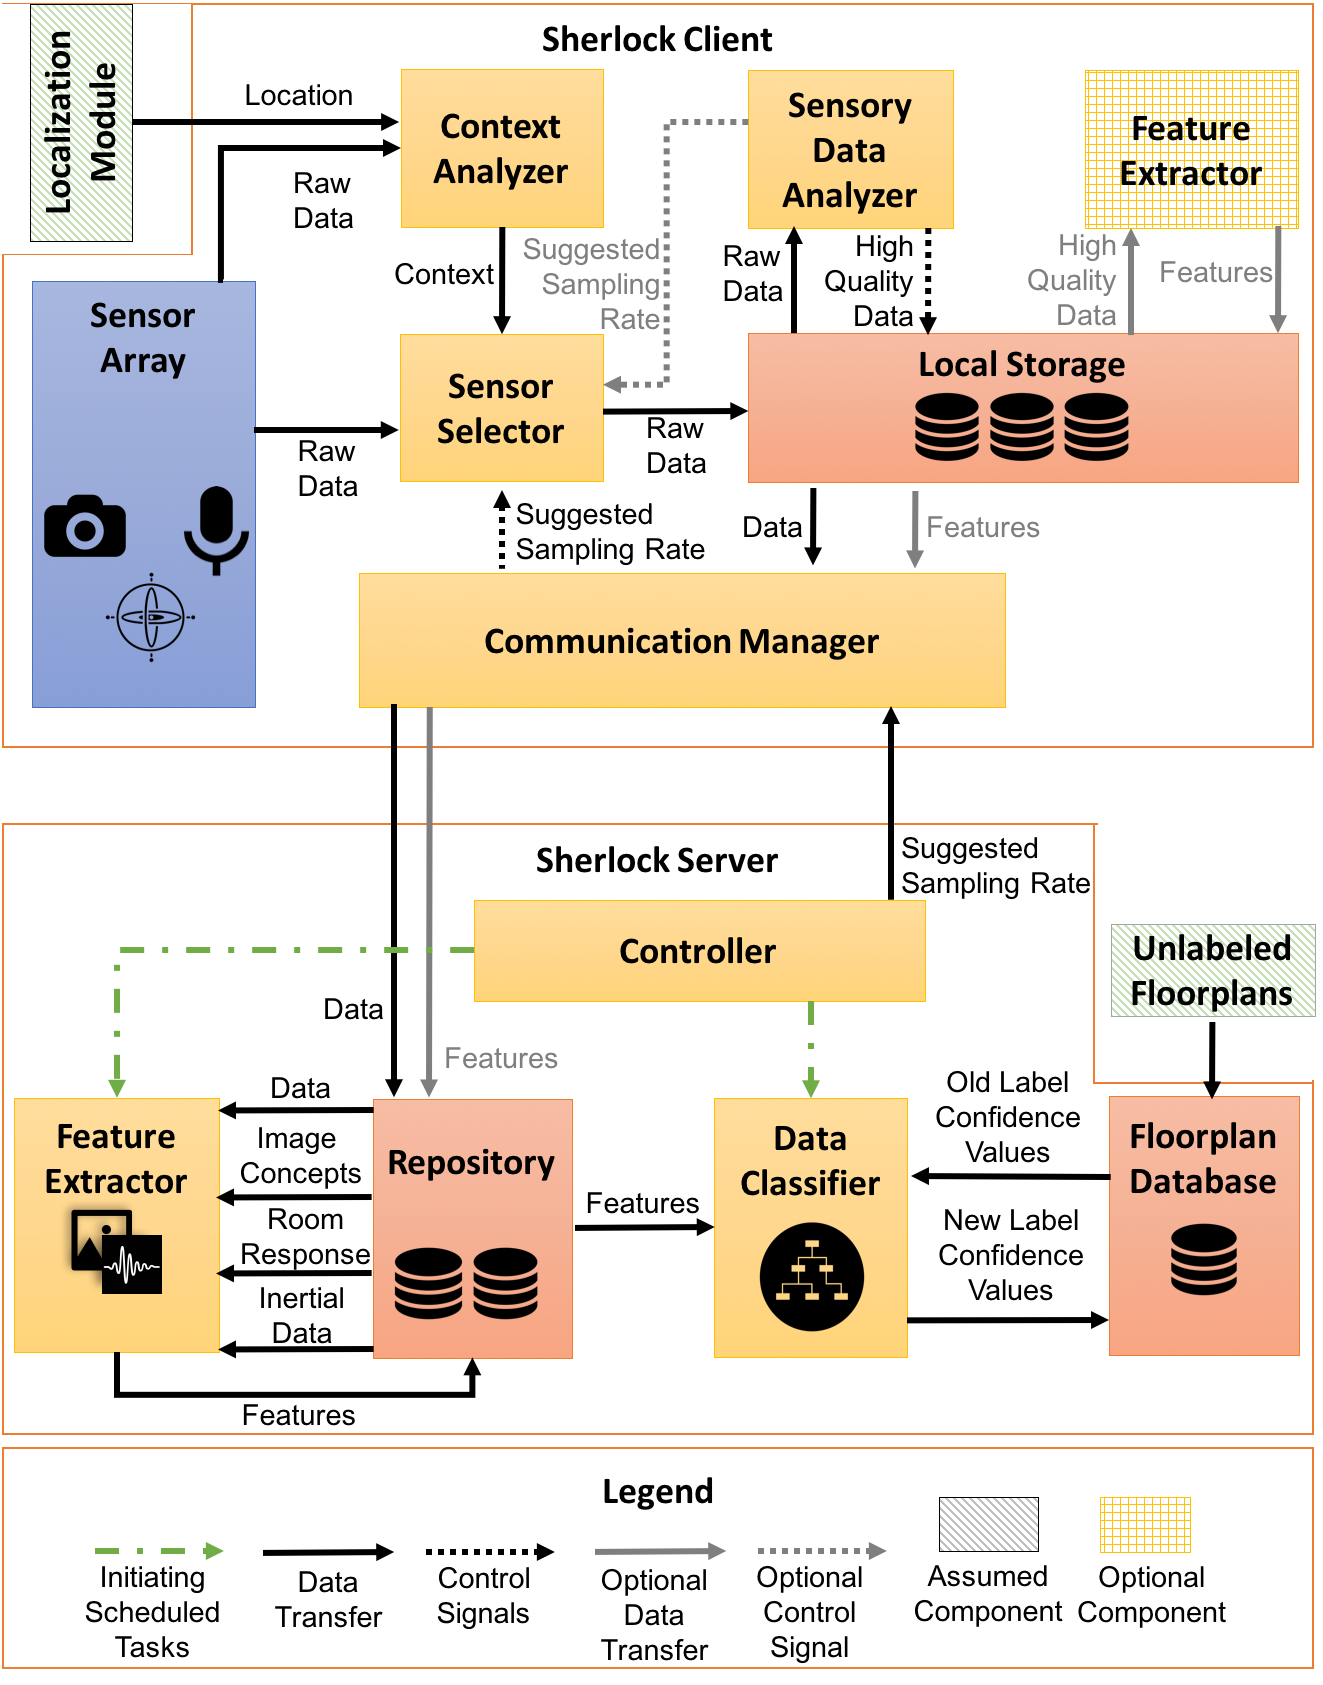 Sherlock Client
Localization
Module
Location
Raw
Data
Context
Analyzer
Sensory
Data
Analyzer
Feature
Extractor
Context
Suggested
Sampling
Rate
Raw
Data
High
Quality
Data
High
Quality
Data
Features
Sensor
Array
Raw
Data
Sensor
Selector
Raw
Data
Local Storage
Suggested
Sampling Rate
Data
Features
Communication Manager
Sherlock Server
Suggested
Sampling Rate
Controller
Unlabeled
Floorplans
Data
Features
Data
Image
Concepts
Room
Response
Inertial
Data
Feature
Extractor
Repository
Features
Data
Classifier
Old Label
Confidence
Values
New Label
Confidence
Values
Floorplan
Database
Features
Legend
Initiating
Scheduled
Tasks
Data
Transfer
Control
Signals
Optional
Data
Transfer
Optional
Control
Signal
Assumed
Component
Optional
Component